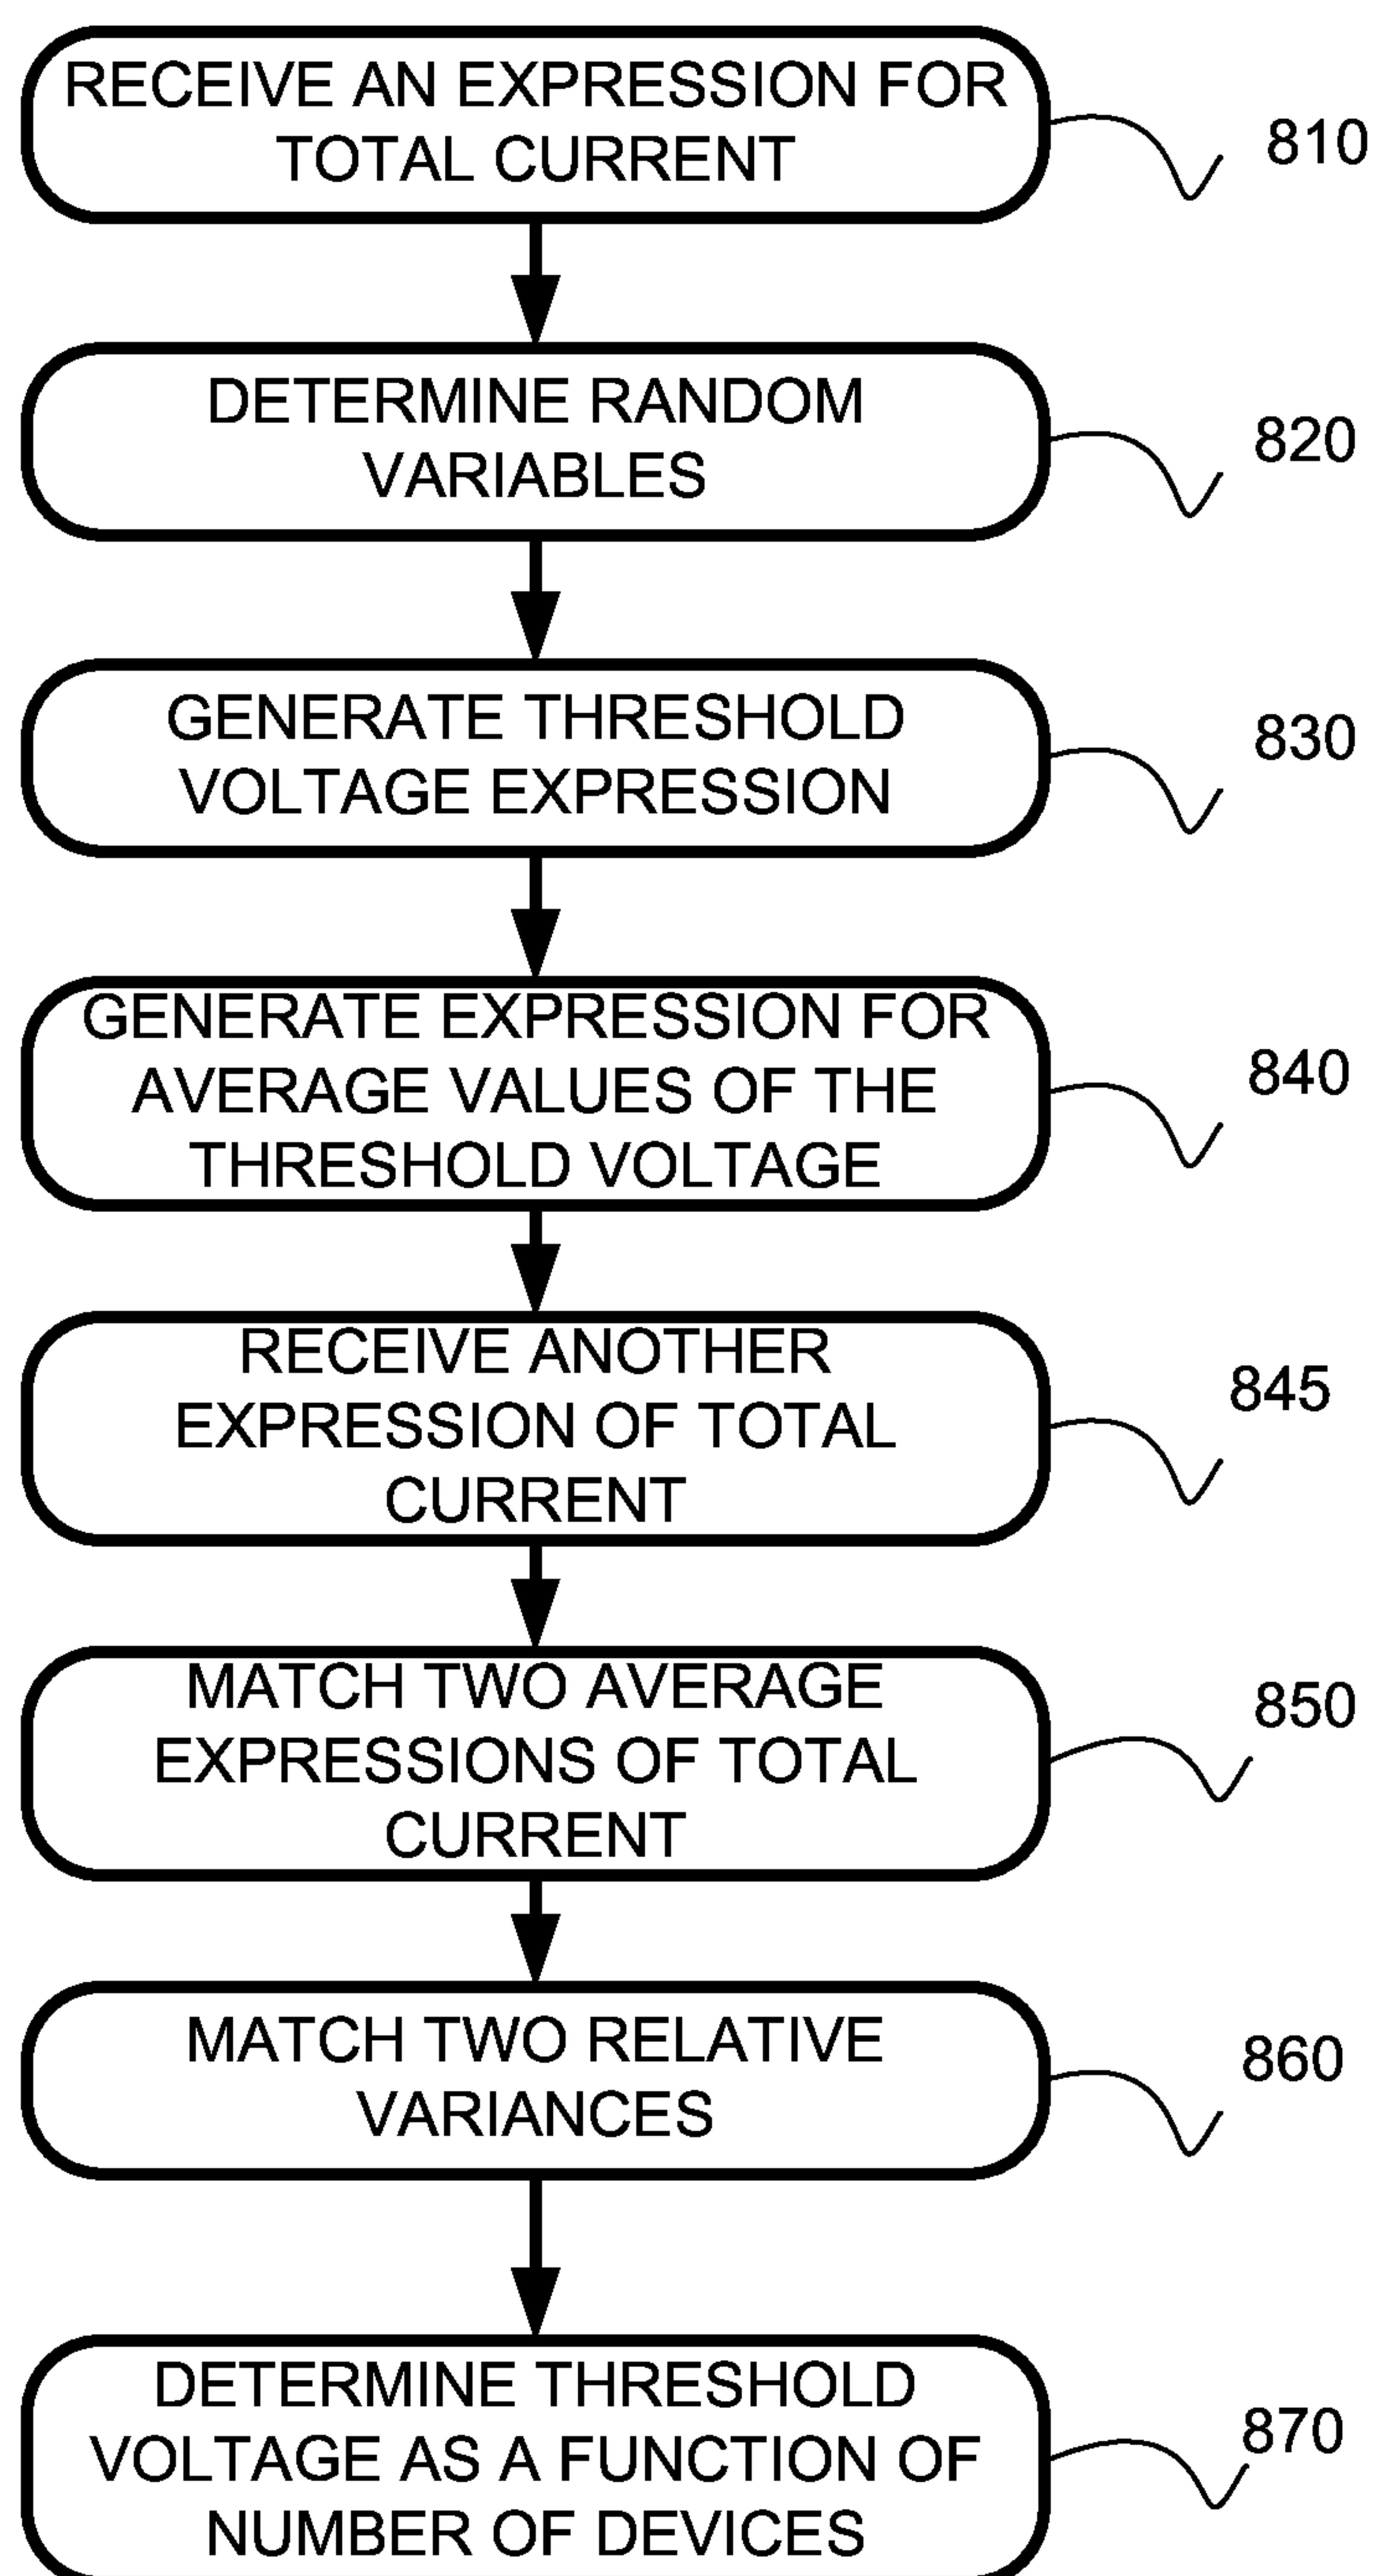 RECEIVE AN EXPRESSION FOR
TOTAL CURRENT
810
DETERMINE RANDOM
VARIABLES
820
GENERATE THRESHOLD
VOLTAGE EXPRESSION
830
GENERATE EXPRESSION FOR
AVERAGE VALUES OF THE
THRESHOLD VOLTAGE
840
RECEIVE ANOTHER
EXPRESSION OF TOTAL
CURRENT
845
MATCH TWO AVERAGE
EXPRESSIONS OF TOTAL
CURRENT
850
MATCH TWO RELATIVE
VARIANCES
860
DETERMINE THRESHOLD
VOLTAGE AS A FUNCTION OF
NUMBER OF DEVICES
870